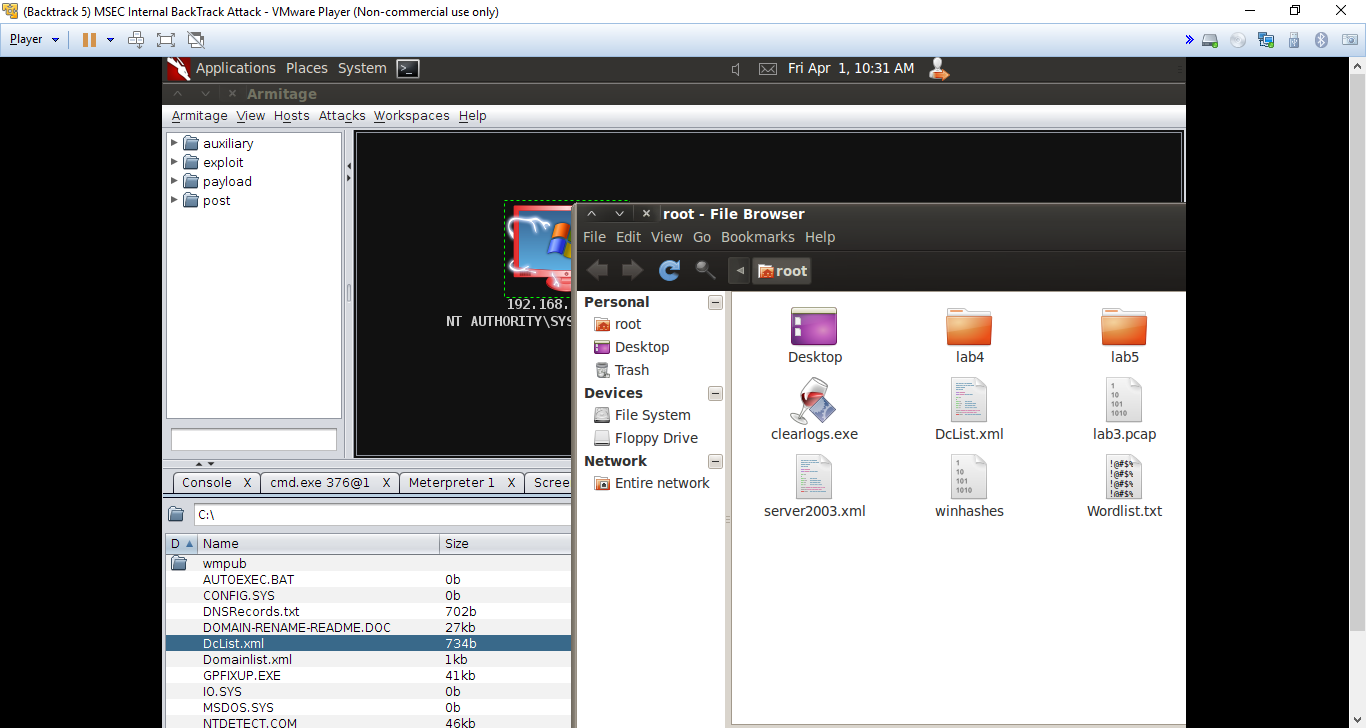 (Backtrack 5) MSEC Internal BackTrack Attack - VMware Player (Non-commercial use only)
Player
Applications Places System Fri Apr 1, 10:31 AM
Armitage
Armitage View Hosts Attacks Workspaces Help
auxiliary
exploit
payload
post
192.168.
NT AUTHORITY\SYS
Console X cmd.exe 376@1 X Meterpreter 1 X Scree
C:\
D Name Size
wmpub
AUTOEXEC.BAT 0b
CONFIG.SYS 0b
DNSRecords.txt 702b
DOMAIN-RENAME-README.DOC 27kb
DcList.xml 734b
Domainlist.xml 1kb
GPFIXUP.EXE 41kb
IO.SYS 0b
MSDOS.SYS 0b
NTDETECT.COM 46kb
root - File Browser
File Edit View Go Bookmarks Help
root
Personal
root
Desktop
Trash
Devices
File System
Floppy Drive
Network
Entire network
Desktop lab4 lab5
clearlogs.exe DcList.xml lab3.pcap
server2003.xml winhashes Wordlist.txt